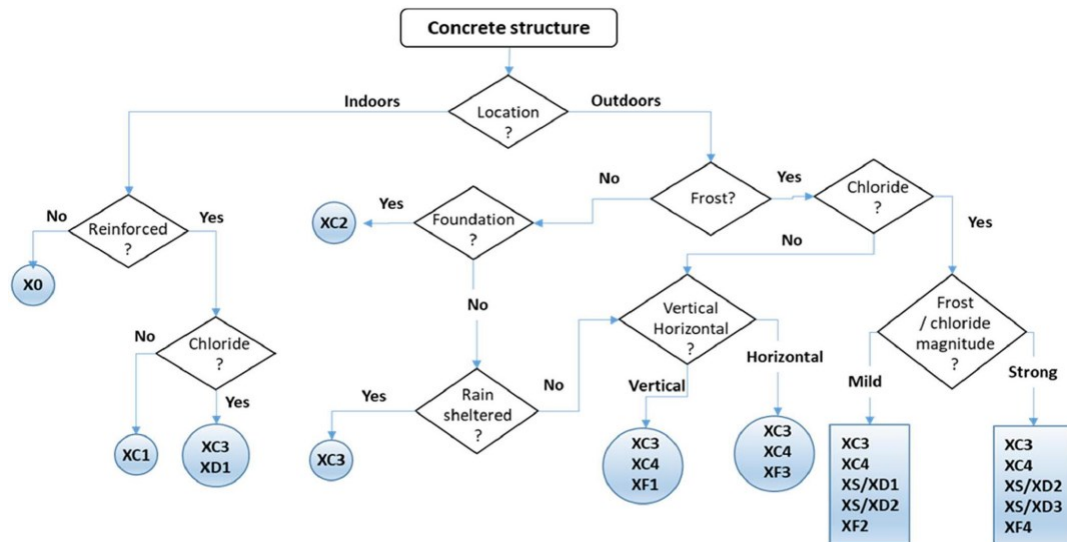 Concrete structure
Indoors
Location
?
Outdoors
No
Reinforced
?
Yes
XC2
Yes
Foundation
?
No
Frost?
Yes
Chloride
?
No
Yes
X0
No
Chloride
?
Yes
No
Vertical
Horizontal
?
Frost
/ chloride
magnitude
?
Yes
Rain
sheltered
?
No
Vertical
Horizontal
Mild
Strong
XC1
XC3
XD1
XC3
XC3
XC4
XF1
XC3
XC4
XF3
XC3
XC4
XS/XD1
XS/XD2
XF2
XC3
XC4
XS/XD2
XS/XD3
XF4